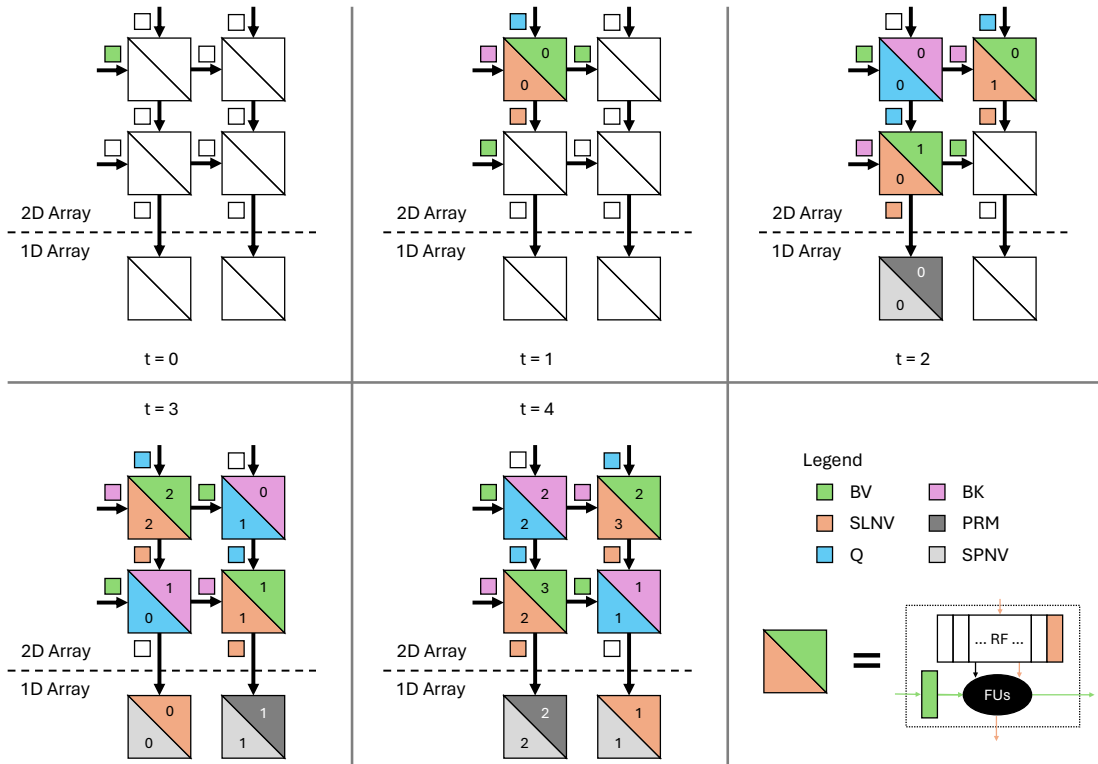 0
0
0
0
0
1
1
0
2D Array
2D Array
2D Array
1D Array
1D Array
1D Array
0
0
t = 0
t = 1
t = 2
t = 3
t = 4
2
2
0
1
2
2
2
3
1
0
1
1
3
2
1
1
2D Array
2D Array
1D Array
1D Array
0
0
1
1
2
2
1
1
Legend
BV
BK
SLNV
PRM
Q
SPNV
=
... RF ...
FUs